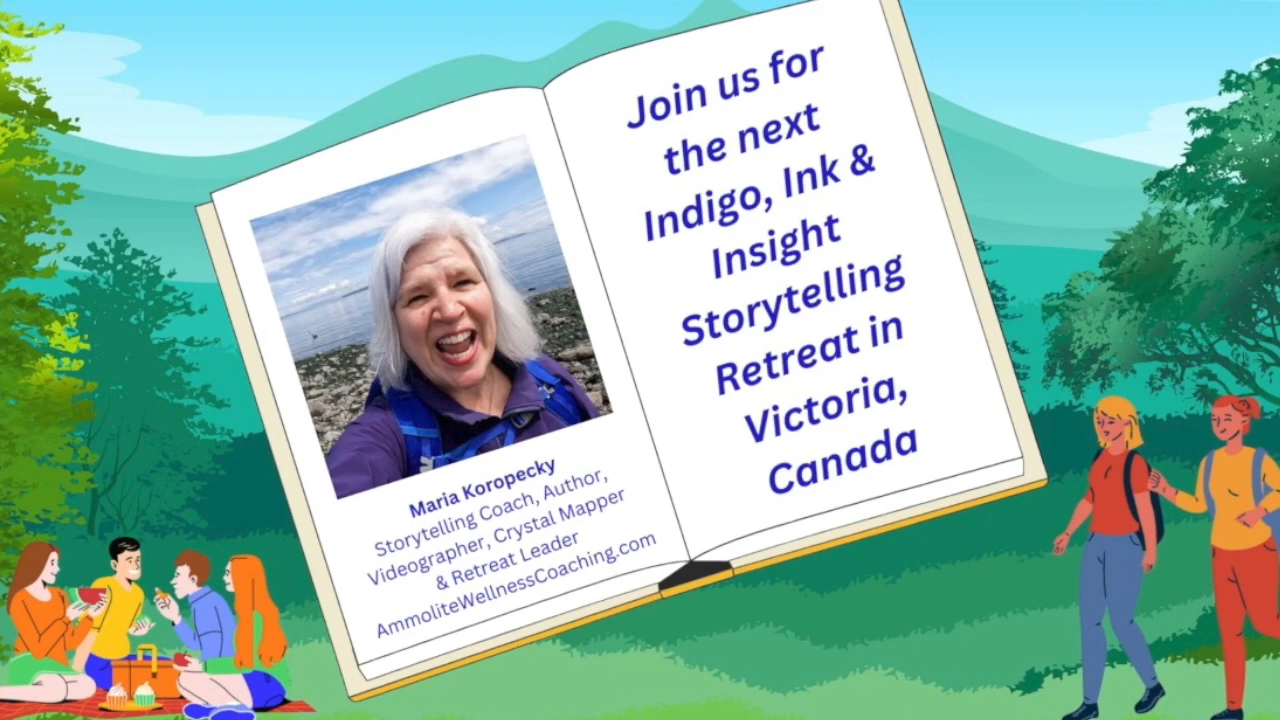 Maria Koropecky
Storytelling Coach, Author,
Videographer, Crystal Mapper
& Retreat Leader
AmmoliteWellnessCoaching.com
Join us for
the next
Indigo, Ink &
Insight
Storytelling
Retreat in
Victoria,
Canada